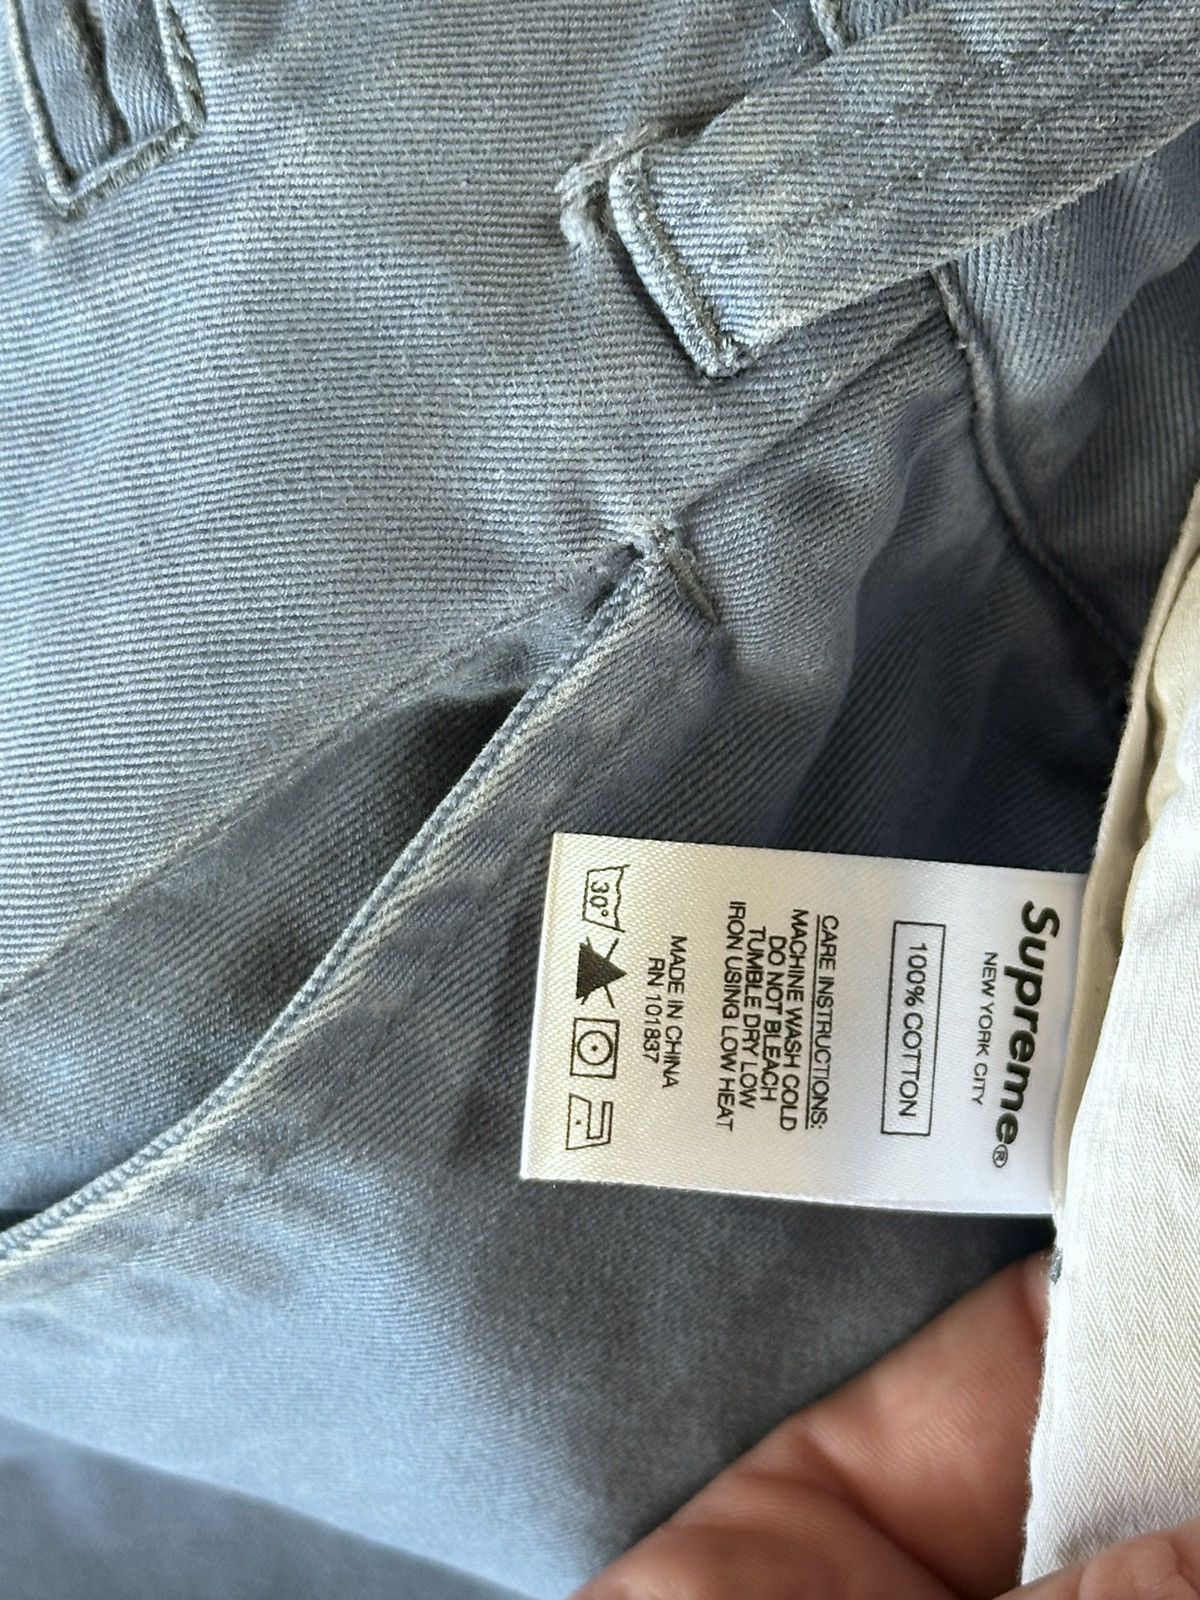 Supreme®
NEW YORK CITY
100% COTTON
CARE INSTRUCTIONS:
MACHINE WASH COLD
DO NOT BLEACH
TUMBLE DRY LOW
IRON USING LOW HEAT
MADE IN CHINA
RN 101837
30°